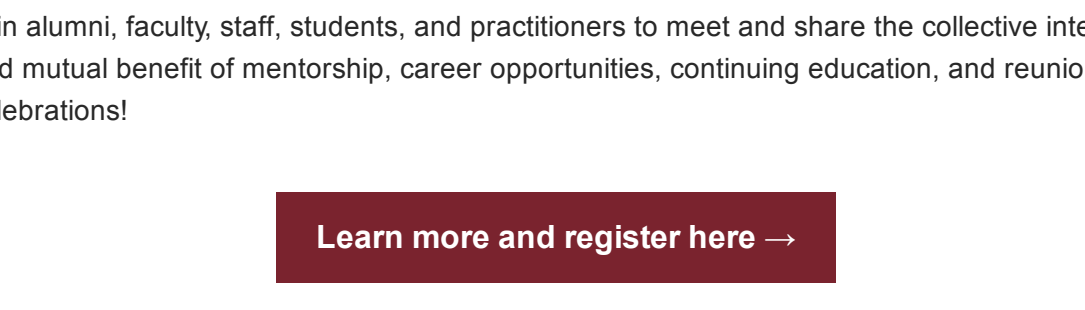 in alumni, faculty, staff, students, and practitioners to meet and share the collective inte
d mutual benefit of mentorship, career opportunities, continuing education, and reunio
lebrations!
Learn more and register here →